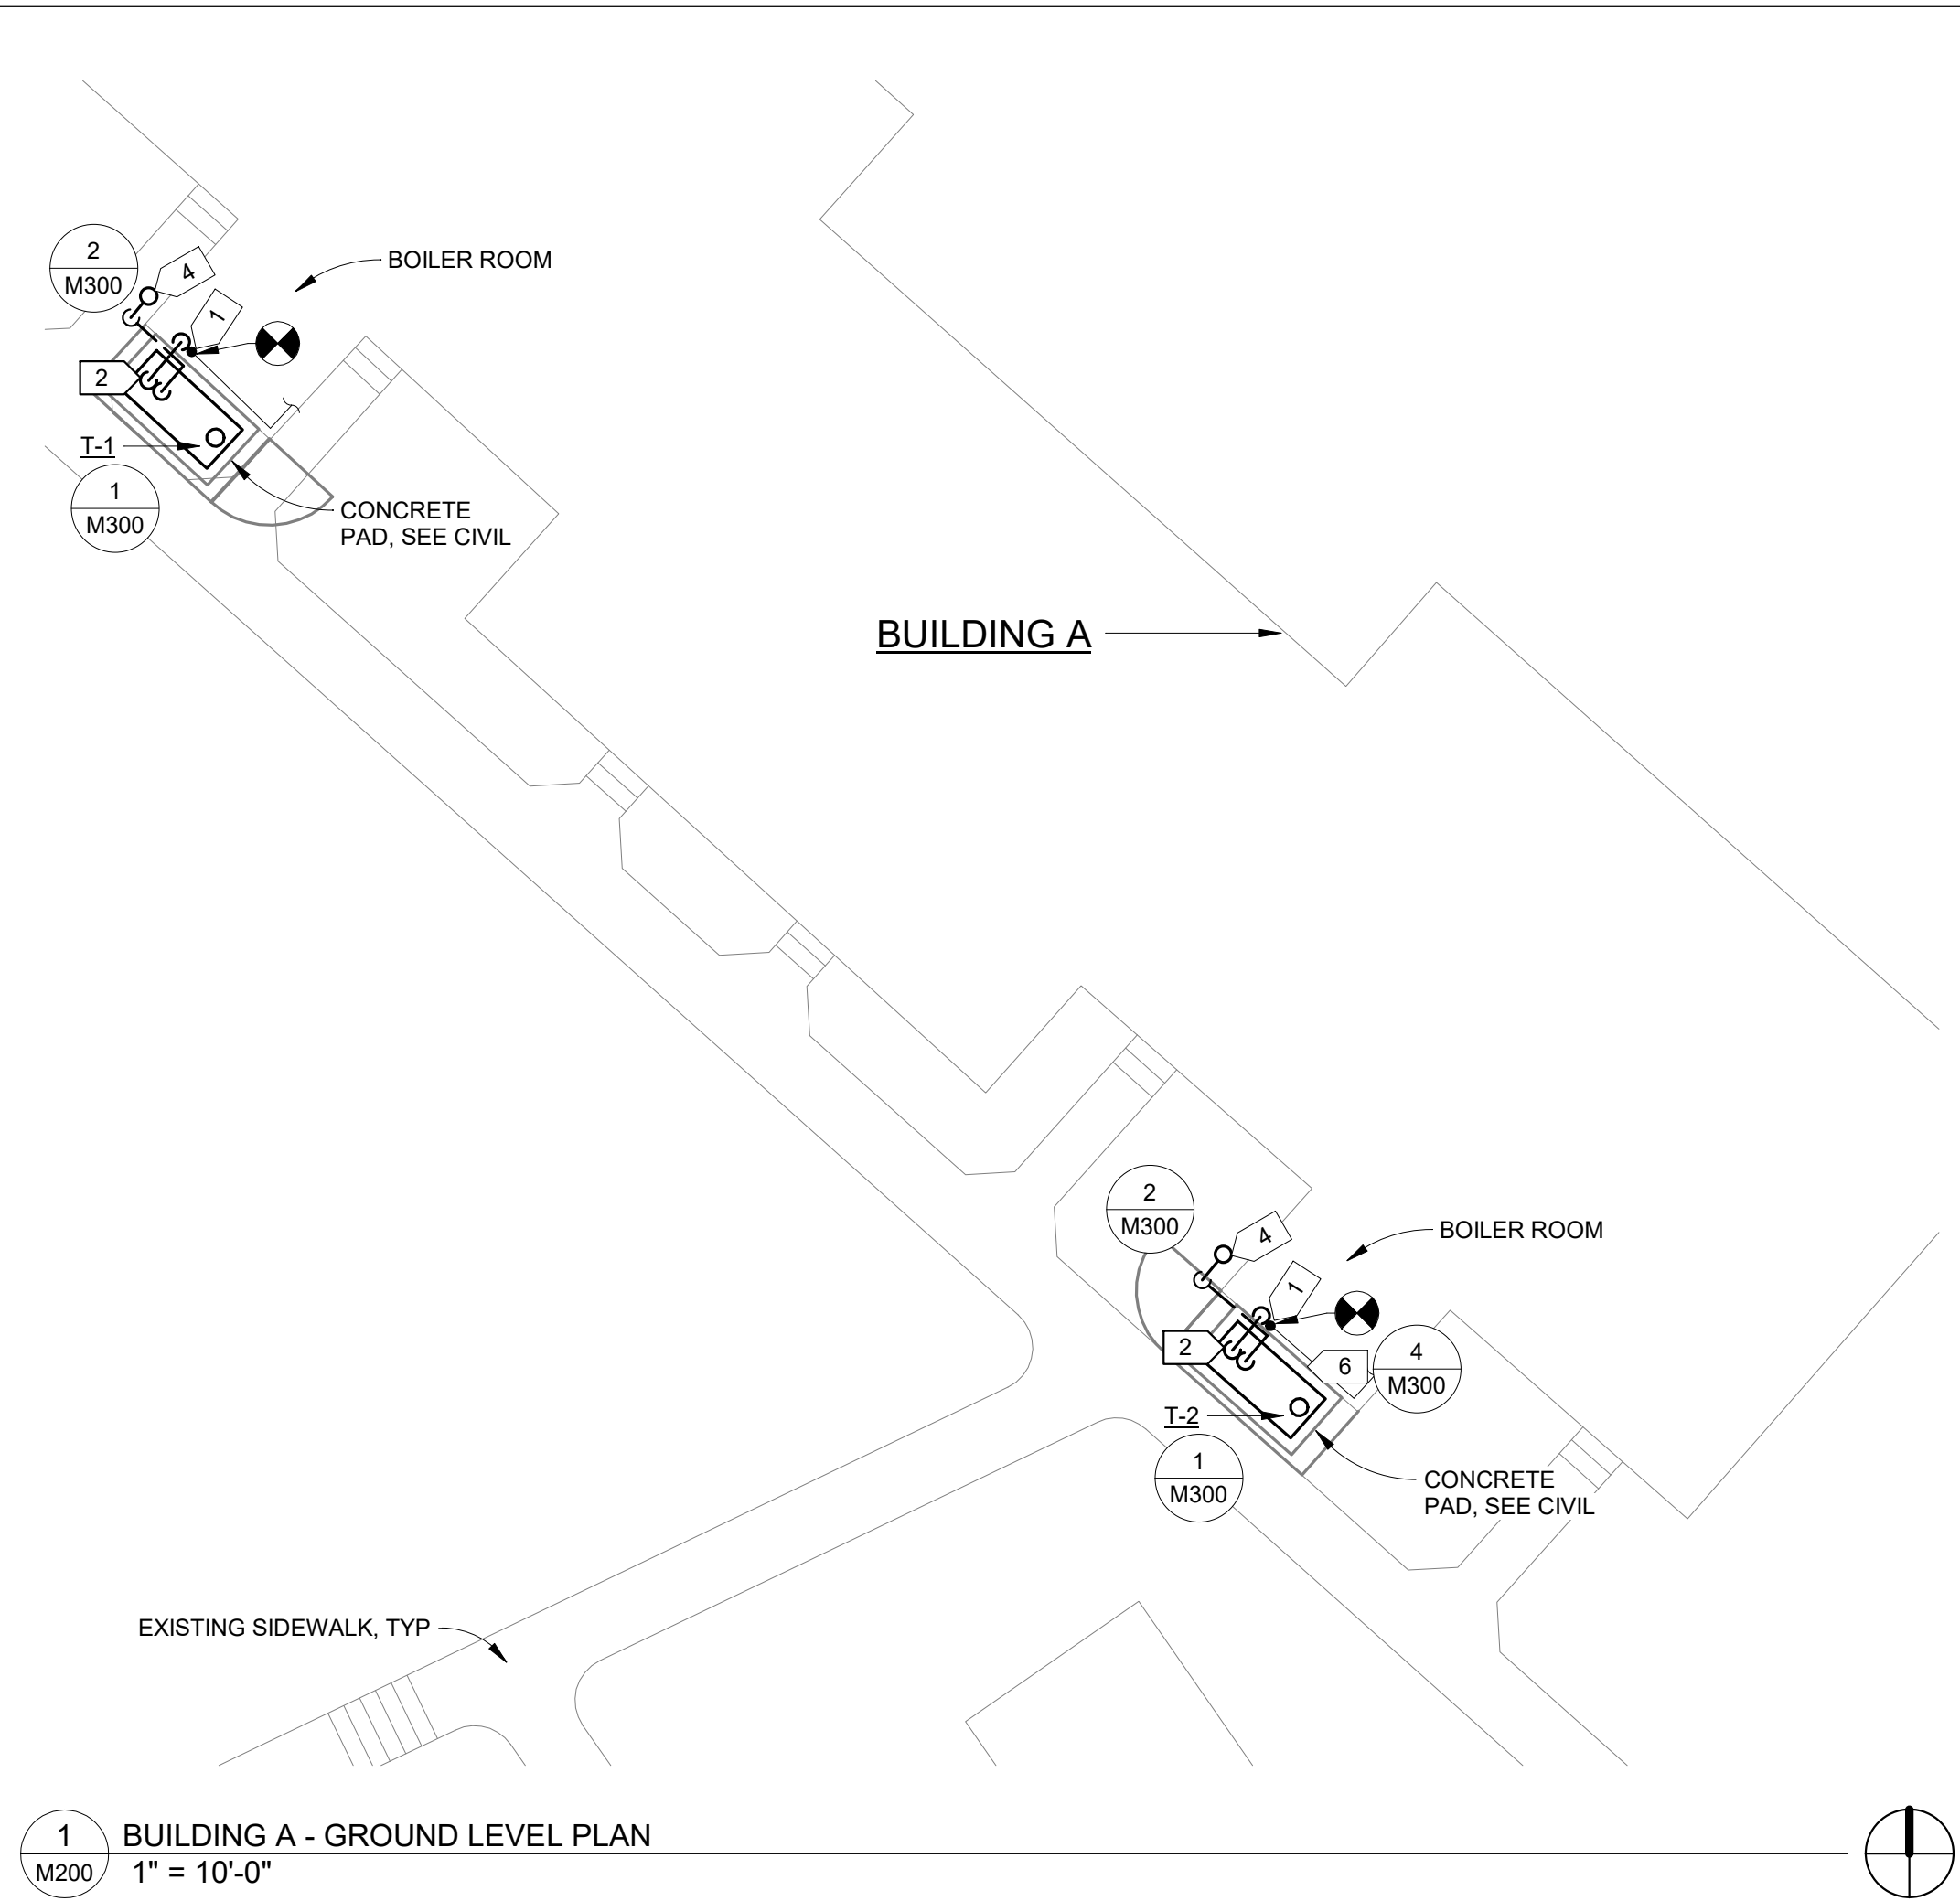 2
M300
4
BOILER ROOM
1
2
T-1
1
M300
CONCRETE
PAD, SEE CIVIL
BUILDING A
2
M300
4
BOILER ROOM
1
2
6
4
M300
T-2
1
M300
CONCRETE
PAD, SEE CIVIL
EXISTING SIDEWALK, TYP
1
M200
BUILDING A - GROUND LEVEL PLAN
1" = 10'-0"